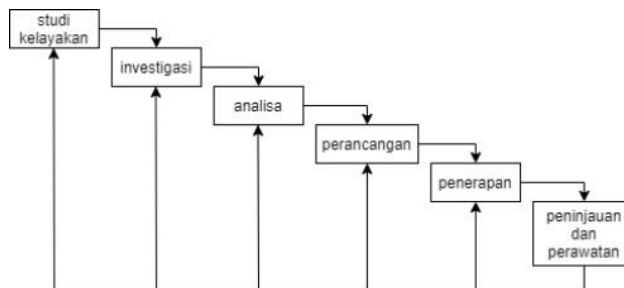 studi
kelayakan
investigasi
analisa
perancangan
penerapan
peninjauan
dan
perawatan